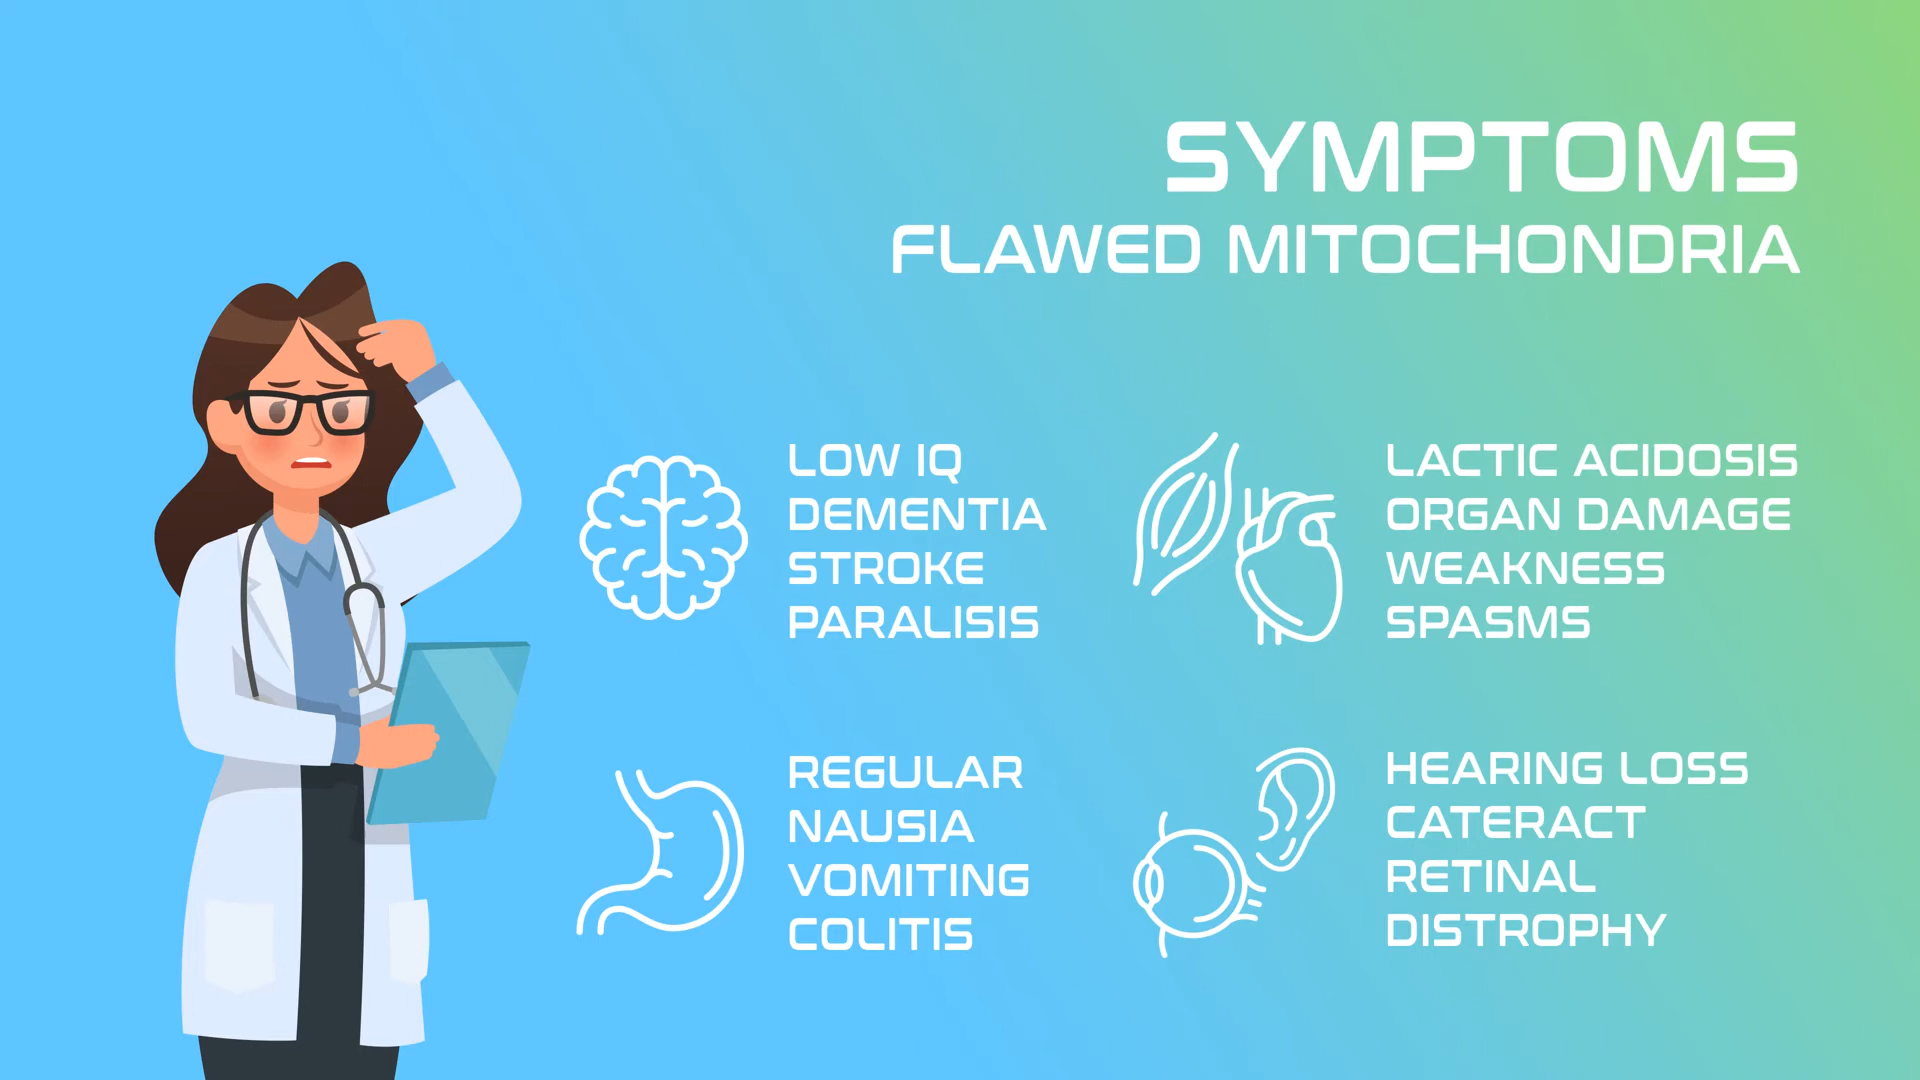 SYMPTOMS
FLAWED MITOCHONDRIA
LOW IQ
DEMENTIA
STROKE
PARALISIS
LACTIC ACIDOSIS
ORGAN DAMAGE
WEAKNESS
SPASMS
REGULAR
NAUSIA
VOMITING
COLITIS
HEARING LOSS
CATERACT
RETINAL
DISTROPHY